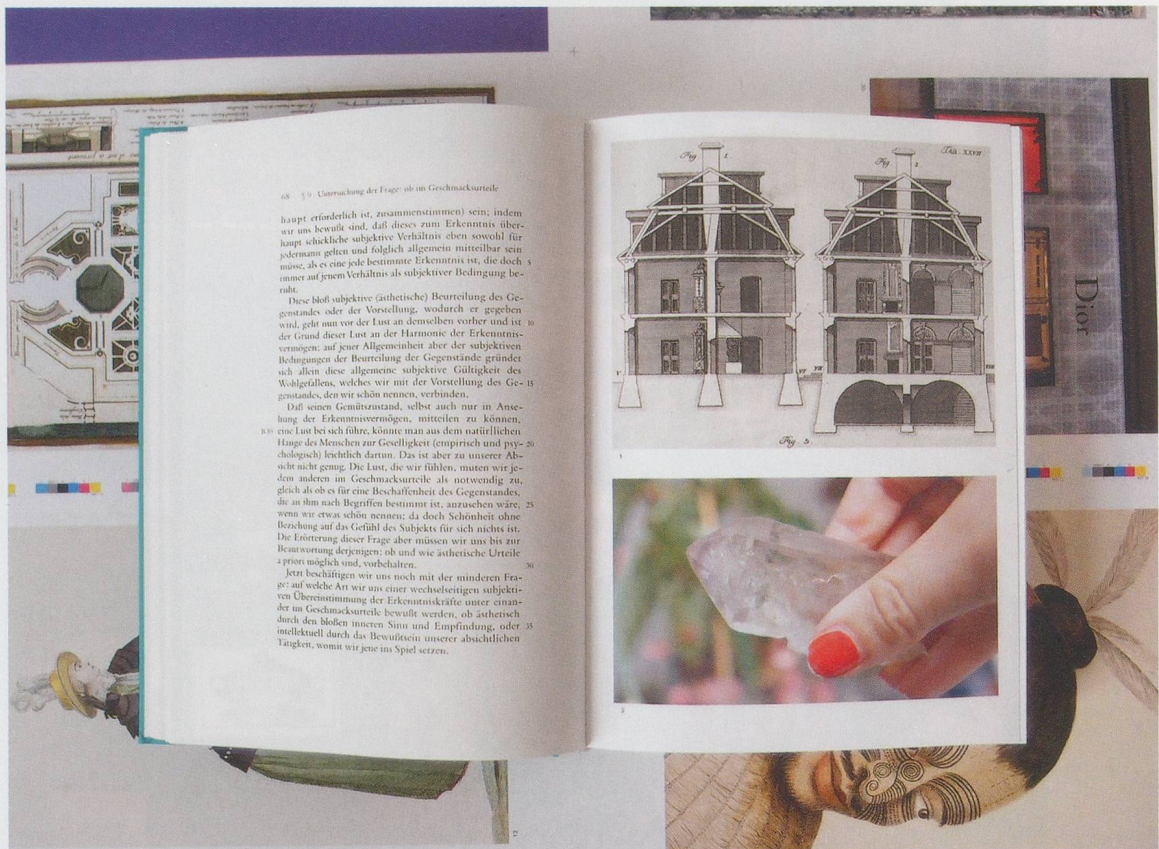 68 § 9. Untersuchung der Frage: ob im Geschmacksurteile
haupt erforderlich ist, zusammenstimmen) sein; indem
wir uns bewußt sind, daß dieses zum Erkenntnis über-
haupt schickliche subjektive Verhältnis eben sowohl für
jedermann gelten und folglich allgemein mitteilbar sein
müsse, als es eine jede bestimmte Erkenntnis ist, die doch 5
immer auf jenem Verhältnis als subjektiver Bedingung be-
ruht.
Diese bloß subjektive (ästhetische) Beurteilung des Ge-
genstandes oder der Vorstellung, wodurch er gegeben
wird, geht nun vor der Lust an demselben vorher und ist 10
der Grund dieser Lust an der Harmonie der Erkenntnis-
vermögen; auf jener Allgemeinheit aber der subjektiven
Bedingungen der Beurteilung der Gegenstände gründet
sich allein diese allgemeine subjektive Gültigkeit des
Wohlgefallens, welches wir mit der Vorstellung des Ge- 15
genstandes, den wir schön nennen, verbinden.
Daß seinen Gemütszustand, selbst auch nur in Anse-
hung der Erkenntnisvermögen, mitteilen zu können,
eine Lust bei sich führe, könnte man aus dem natürllichen
Hange des Menschen zur Geselligkeit (empirisch und psy- 20
chologisch) leichtlich dartun. Das ist aber zu unserer Ab-
sicht nicht genug. Die Lust, die wir fühlen, muten wir je-
dem anderen im Geschmacksurteile als notwendig zu,
gleich als ob es für eine Beschaffenheit des Gegenstandes,
die an ihm nach Begriffen bestimmt ist, anzusehen wäre, 25
wenn wir etwas schön nennen; da doch Schönheit ohne
Beziehung auf das Gefühl des Subjekts für sich nichts ist.
Die Erörterung dieser Frage aber müssen wir uns bis zur
Beantwortung derjenigen: ob und wie ästhetische Urteile
a priori möglich sind, vorbehalten. 30
Jetzt beschäftigen wir uns noch mit der minderen Fra-
ge: auf welche Art wir uns einer wechselseitigen subjekti-
ven Übereinstimmung der Erkenntniskräfte unter einan-
der im Geschmacksurteile bewußt werden, ob ästhetisch
durch den bloßen inneren Sinn und Empfindung, oder 35
intellektuell durch das Bewußtsein unserer absichtlichen
Tätigkeit, womit wir jene ins Spiel setzen.
Fig 1
Fig 2
Tab. XXVII
Fig. 3.
1
2
Dior